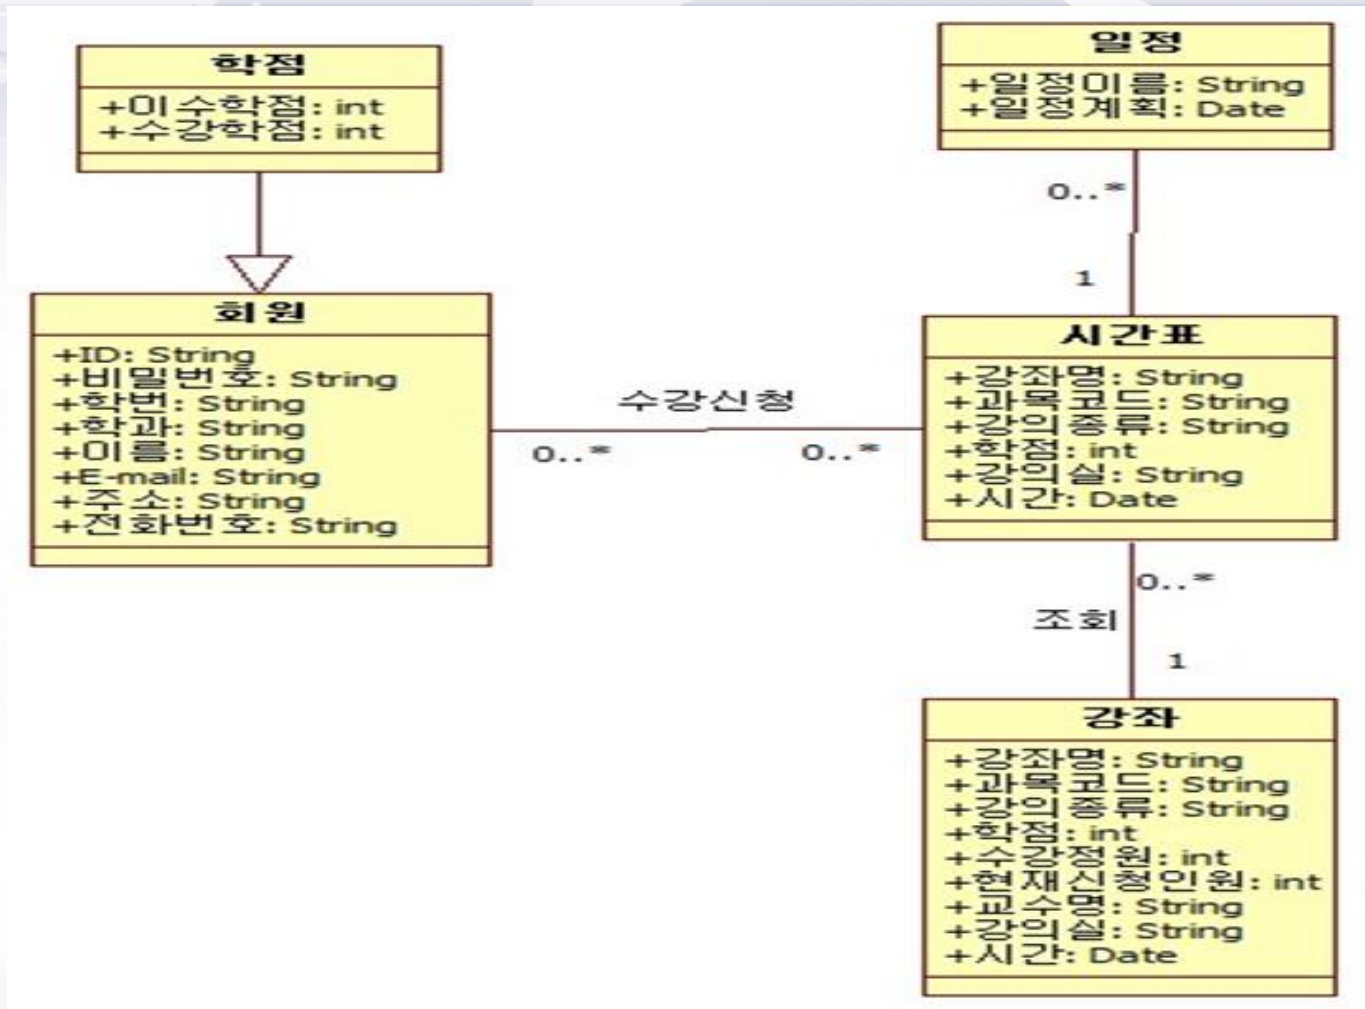 학점
+이수학점: int
+수강학점: int
일정
+일정이름: String
+일정계획: Date
0..*
1
회원
+ID: String
+비밀번호: String
+학번: String
+학과: String
+이름: String
+E-mail: String
+주소: String
+전화번호: String
수강신청
0..*
0..*
시간표
+강좌명: String
+과목코드: String
+강의종류: String
+학점: int
+강의실: String
+시간: Date
0..*
조회
1
강좌
+강좌명: String
+과목코드: String
+강의종류: String
+학점: int
+수강정원: int
+현재신청인원: int
+교수명: String
+강의실: String
+시간: Date